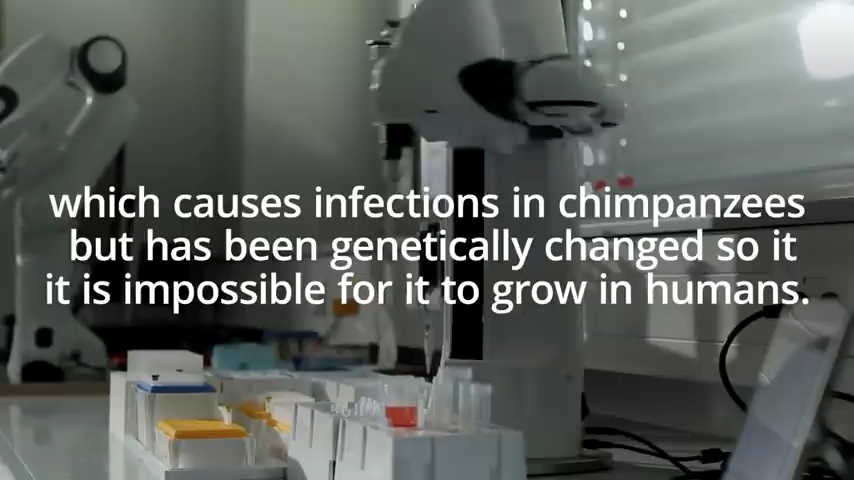 which causes infections in chimpanzees
but has been genetically changed so it
it is impossible for it to grow in humans.